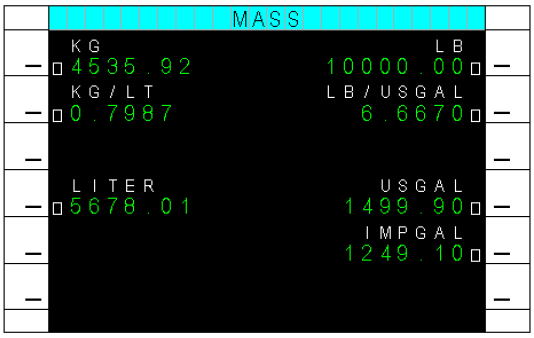 MASS
KG LB
4535.92 10000.00
KG/LT LB/USGAL
0.7987 6.6670
LITER USGAL
5678.01 1499.90
IMPGAL
1249.10